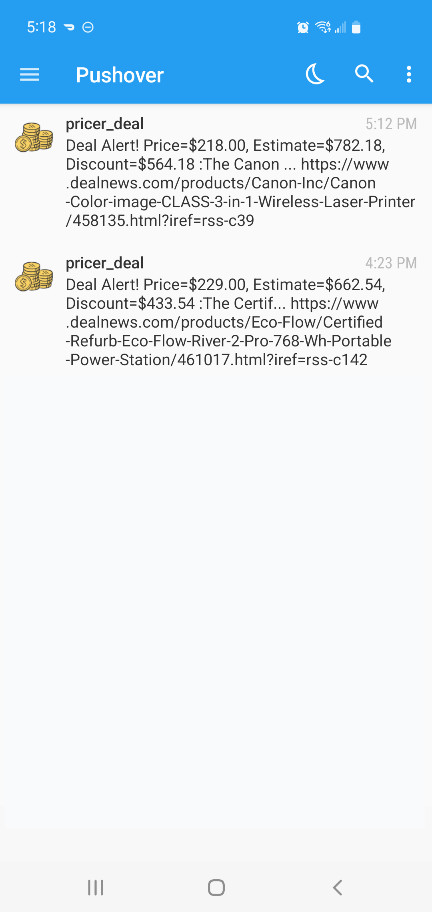 5:18
Pushover
pricer_deal 5:12 PM
Deal Alert! Price=$218.00, Estimate=$782.18,
Discount=$564.18 :The Canon ... https://www
.dealnews.com/products/Canon-Inc/Canon
-Color-image-CLASS-3-in-1-Wireless-Laser-Printer
/458135.html?iref=rss-c39
pricer_deal 4:23 PM
Deal Alert! Price=$229.00, Estimate=$662.54,
Discount=$433.54 :The Certif... https://www
.dealnews.com/products/Eco-Flow/Certified
-Refurb-Eco-Flow-River-2-Pro-768-Wh-Portable
-Power-Station/461017.html?iref=rss-c142